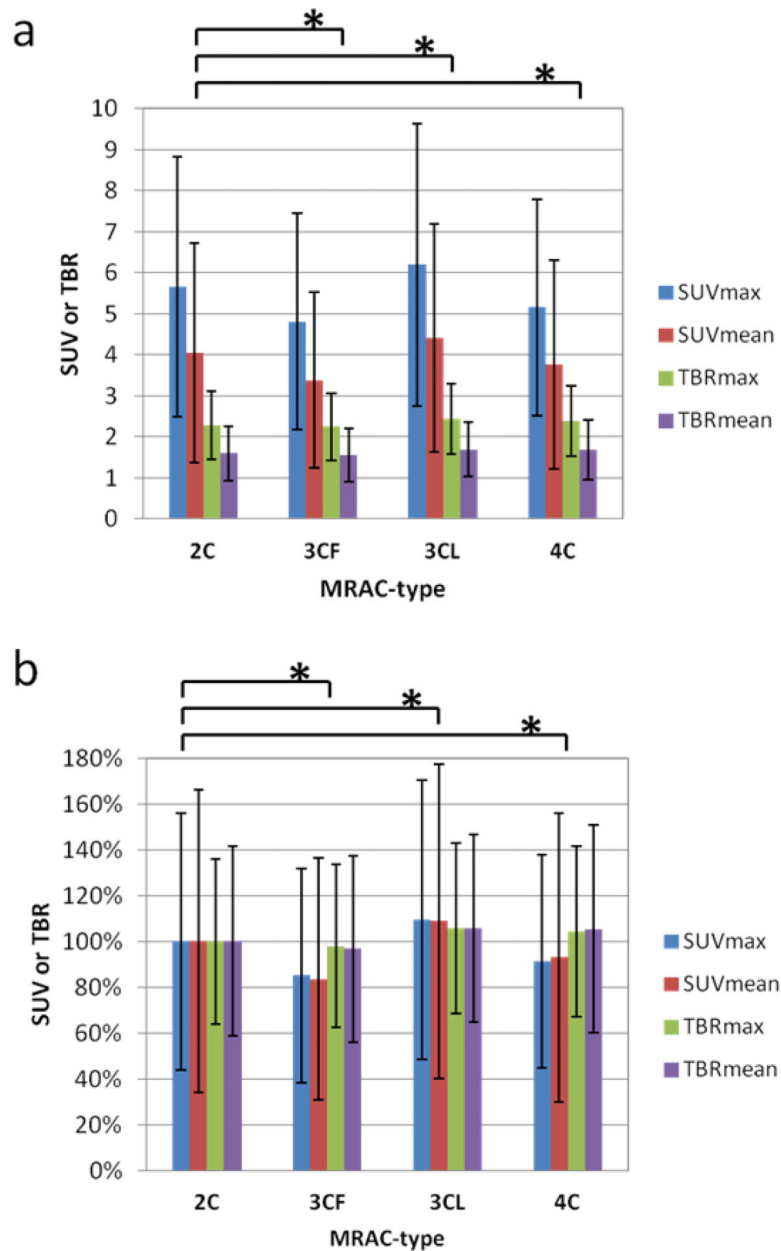 a
*
*
*
10
9
8
7
6
5
4
3
2
1
0
SUV or TBR
2C 3CF 3CL 4C
MRAC-type
SUVmax
SUVmean
TBRmax
TBRmean
b
*
*
*
180%
160%
140%
120%
100%
80%
60%
40%
20%
0%
SUV or TBR
2C 3CF 3CL 4C
MRAC-type
SUVmax
SUVmean
TBRmax
TBRmean